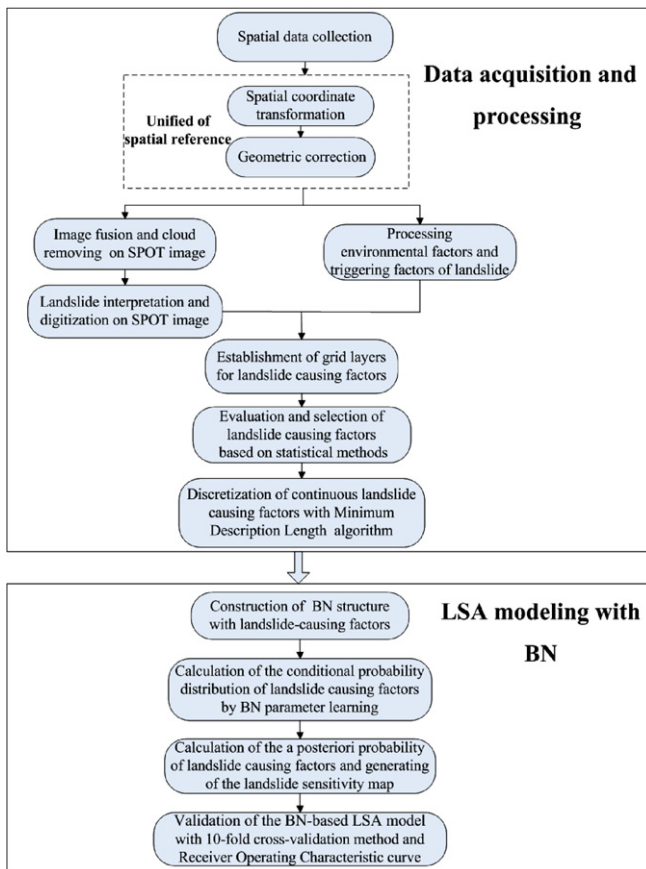 Spatial data collection
Data acquisition and
processing
Unified of
spatial reference
Spatial coordinate
transformation
Geometric correction
Image fusion and cloud
removing on SPOT image
Processing
environmental factors and
triggering factors of landslide
Landslide interpretation and
digitization on SPOT image
Establishment of grid layers
for landslide causing factors
Evaluation and selection of
landslide causing factors
based on statistical methods
Discretization of continuous landslide
causing factors with Minimum
Description Length algorithm
LSA modeling with
BN
Construction of BN structure
with landslide-causing factors
Calculation of the conditional probability
distribution of landslide causing factors
by BN parameter learning
Calculation of the a posteriori probability
of landslide causing factors and generating
of the landslide sensitivity map
Validation of the BN-based LSA model
with 10-fold cross-validation method and
Receiver Operating Characteristic curve